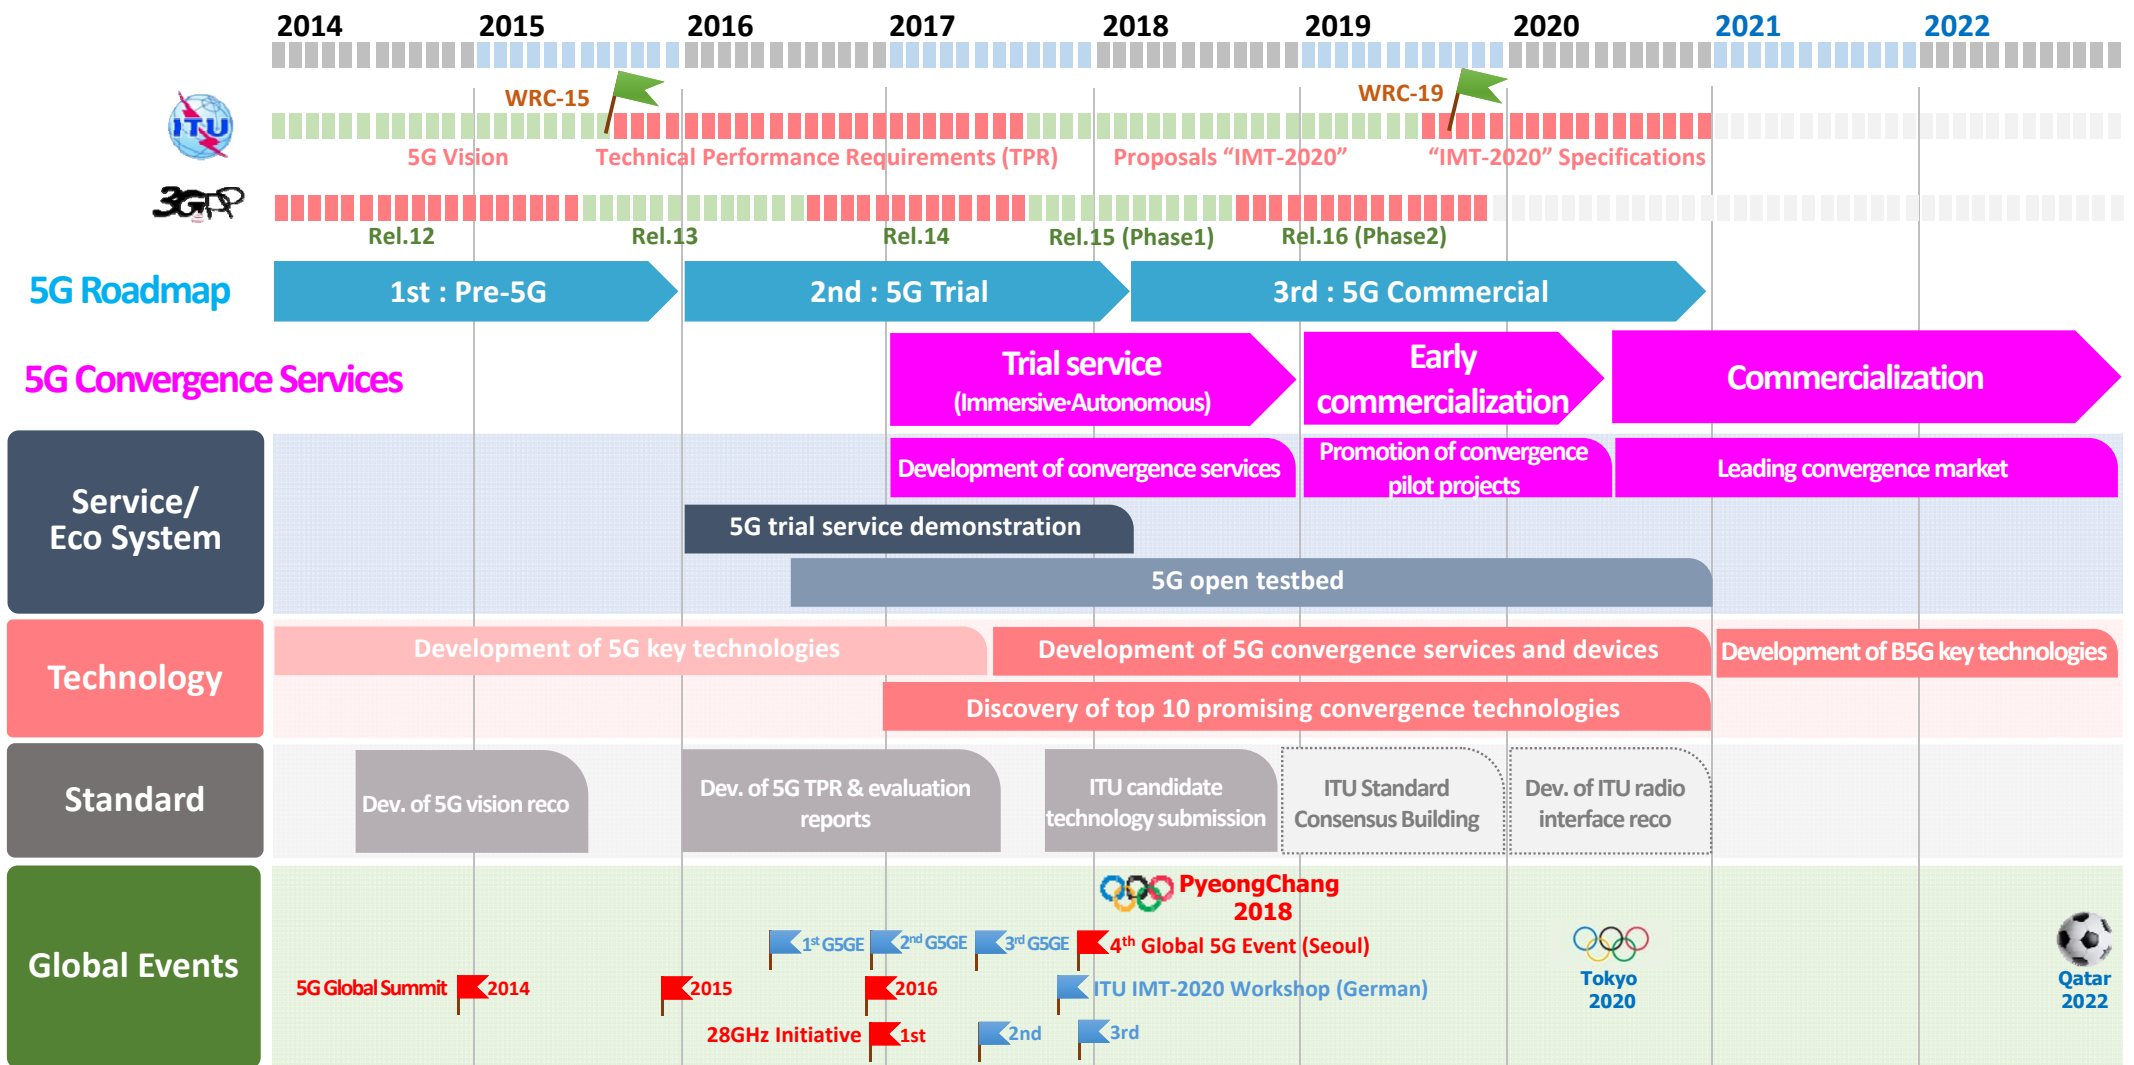 2014 2015 2016 2017 2018 2019 2020 2021 2022
WRC-15 WRC-19
ITU
5G Vision Technical Performance Requirements (TPR) Proposals “IMT-2020” “IMT-2020” Specifications
3GPP
Rel.12 Rel.13 Rel.14 Rel.15 (Phase1) Rel.16 (Phase2)
5G Roadmap 1st : Pre-5G 2nd : 5G Trial 3rd : 5G Commercial
5G Convergence Services
Trial service
(Immersive·Autonomous)
Early
commercialization
Commercialization
Service/
Eco System
Development of convergence services
Promotion of convergence
pilot projects
Leading convergence market
5G trial service demonstration
5G open testbed
Technology
Development of 5G key technologies
Development of 5G convergence services and devices
Development of B5G key technologies
Discovery of top 10 promising convergence technologies
Standard
Dev. of 5G vision reco
Dev. of 5G TPR & evaluation
reports
ITU candidate
technology submission
ITU Standard
Consensus Building
Dev. of ITU radio
interface reco
Global Events
PyeongChang
2018
1st G5GE 2nd G5GE 3rd G5GE 4th Global 5G Event (Seoul)
5G Global Summit 2014 2015 2016 ITU IMT-2020 Workshop (German)
28GHz Initiative 1st 2nd 3rd
Tokyo
2020
Qatar
2022